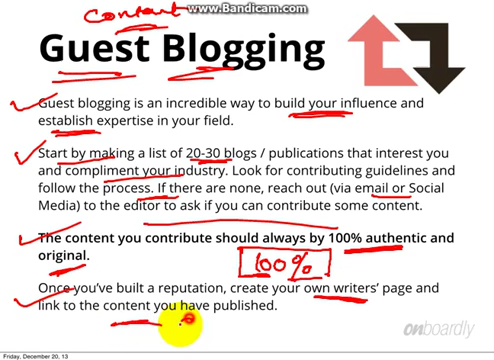 www.Bandicam.com
content
Guest Blogging
Guest blogging is an incredible way to build your influence and
establish expertise in your field.
Start by making a list of 20-30 blogs / publications that interest you
and compliment your industry. Look for contributing guidelines and
follow the process. If there are none, reach out (via email or Social
Media) to the editor to ask if you can contribute some content.
The content you contribute should always by 100% authentic and
original.
100%
Once you've built a reputation, create your own writers' page and
link to the content you have published.
onboardly
Friday, December 20, 13